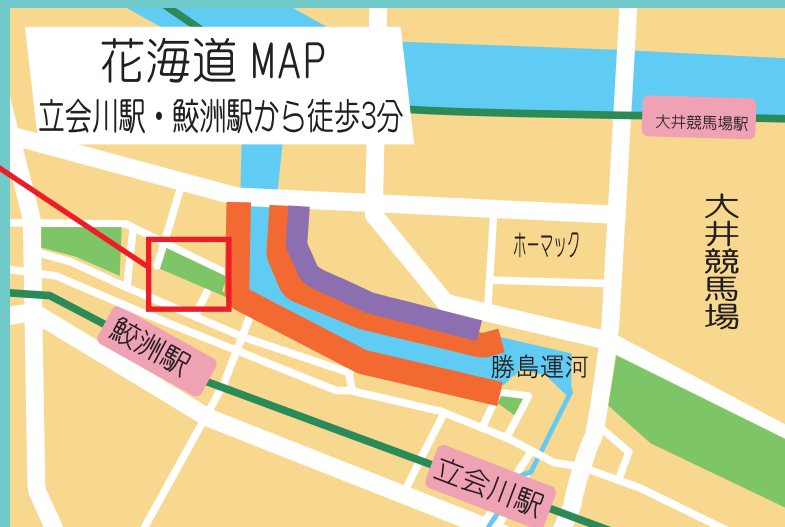 花海道 MAP
立会川駅・鮫洲駅から徒歩3分
大井競馬場駅
大井競馬場
ホーマック
鮫洲駅
勝島運河
立会川駅